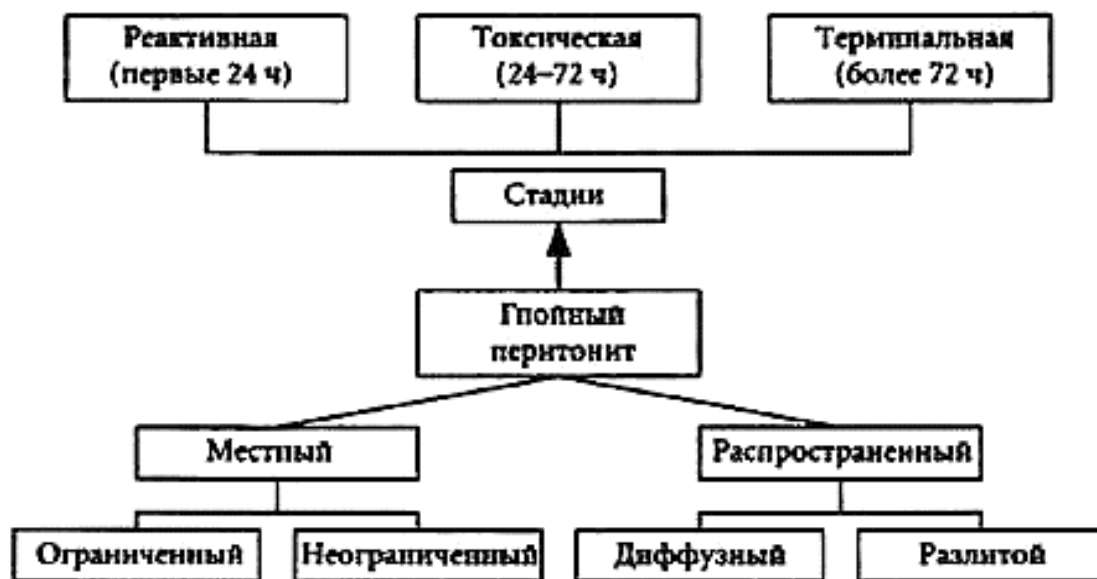 Реактивная
(первые 24 ч)
Токсическая
(24–72 ч)
Терминальная
(более 72 ч)
Стадии
Гнойный
перитонит
Местный
Распространенный
Ограниченный
Неограниченный
Диффузный
Разлитой